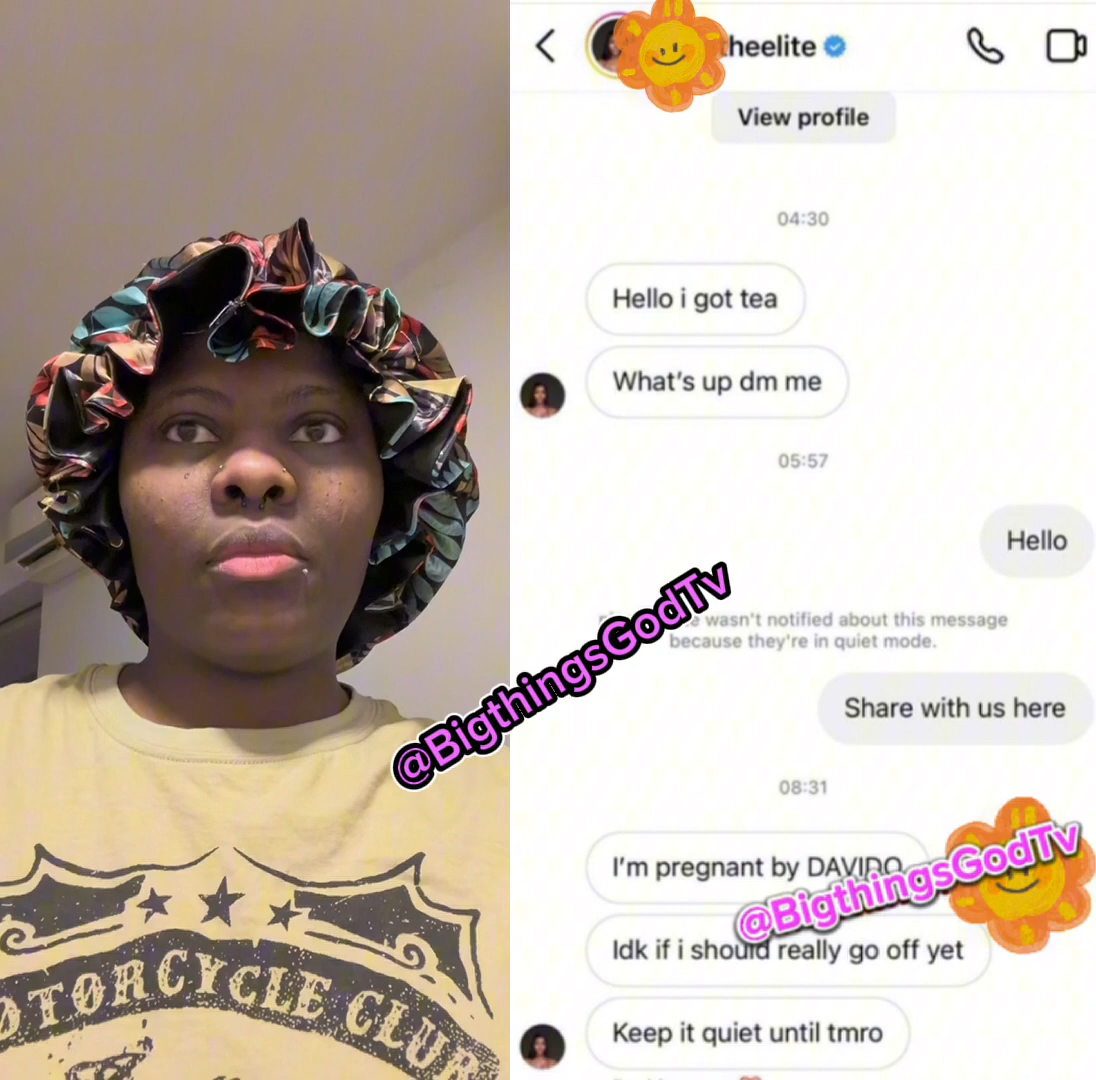 MOTORCYCLE CLUB
@BigthingsGodTv
theelite
View profile
04:30
Hello i got tea
What's up dm me
05:57
Hello
wasn't notified about this message
because they're in quiet mode.
Share with us here
08:31
I'm pregnant by DAVIDO
@BigthingsGodTv
Idk if i should really go off yet
Keep it quiet until tmro